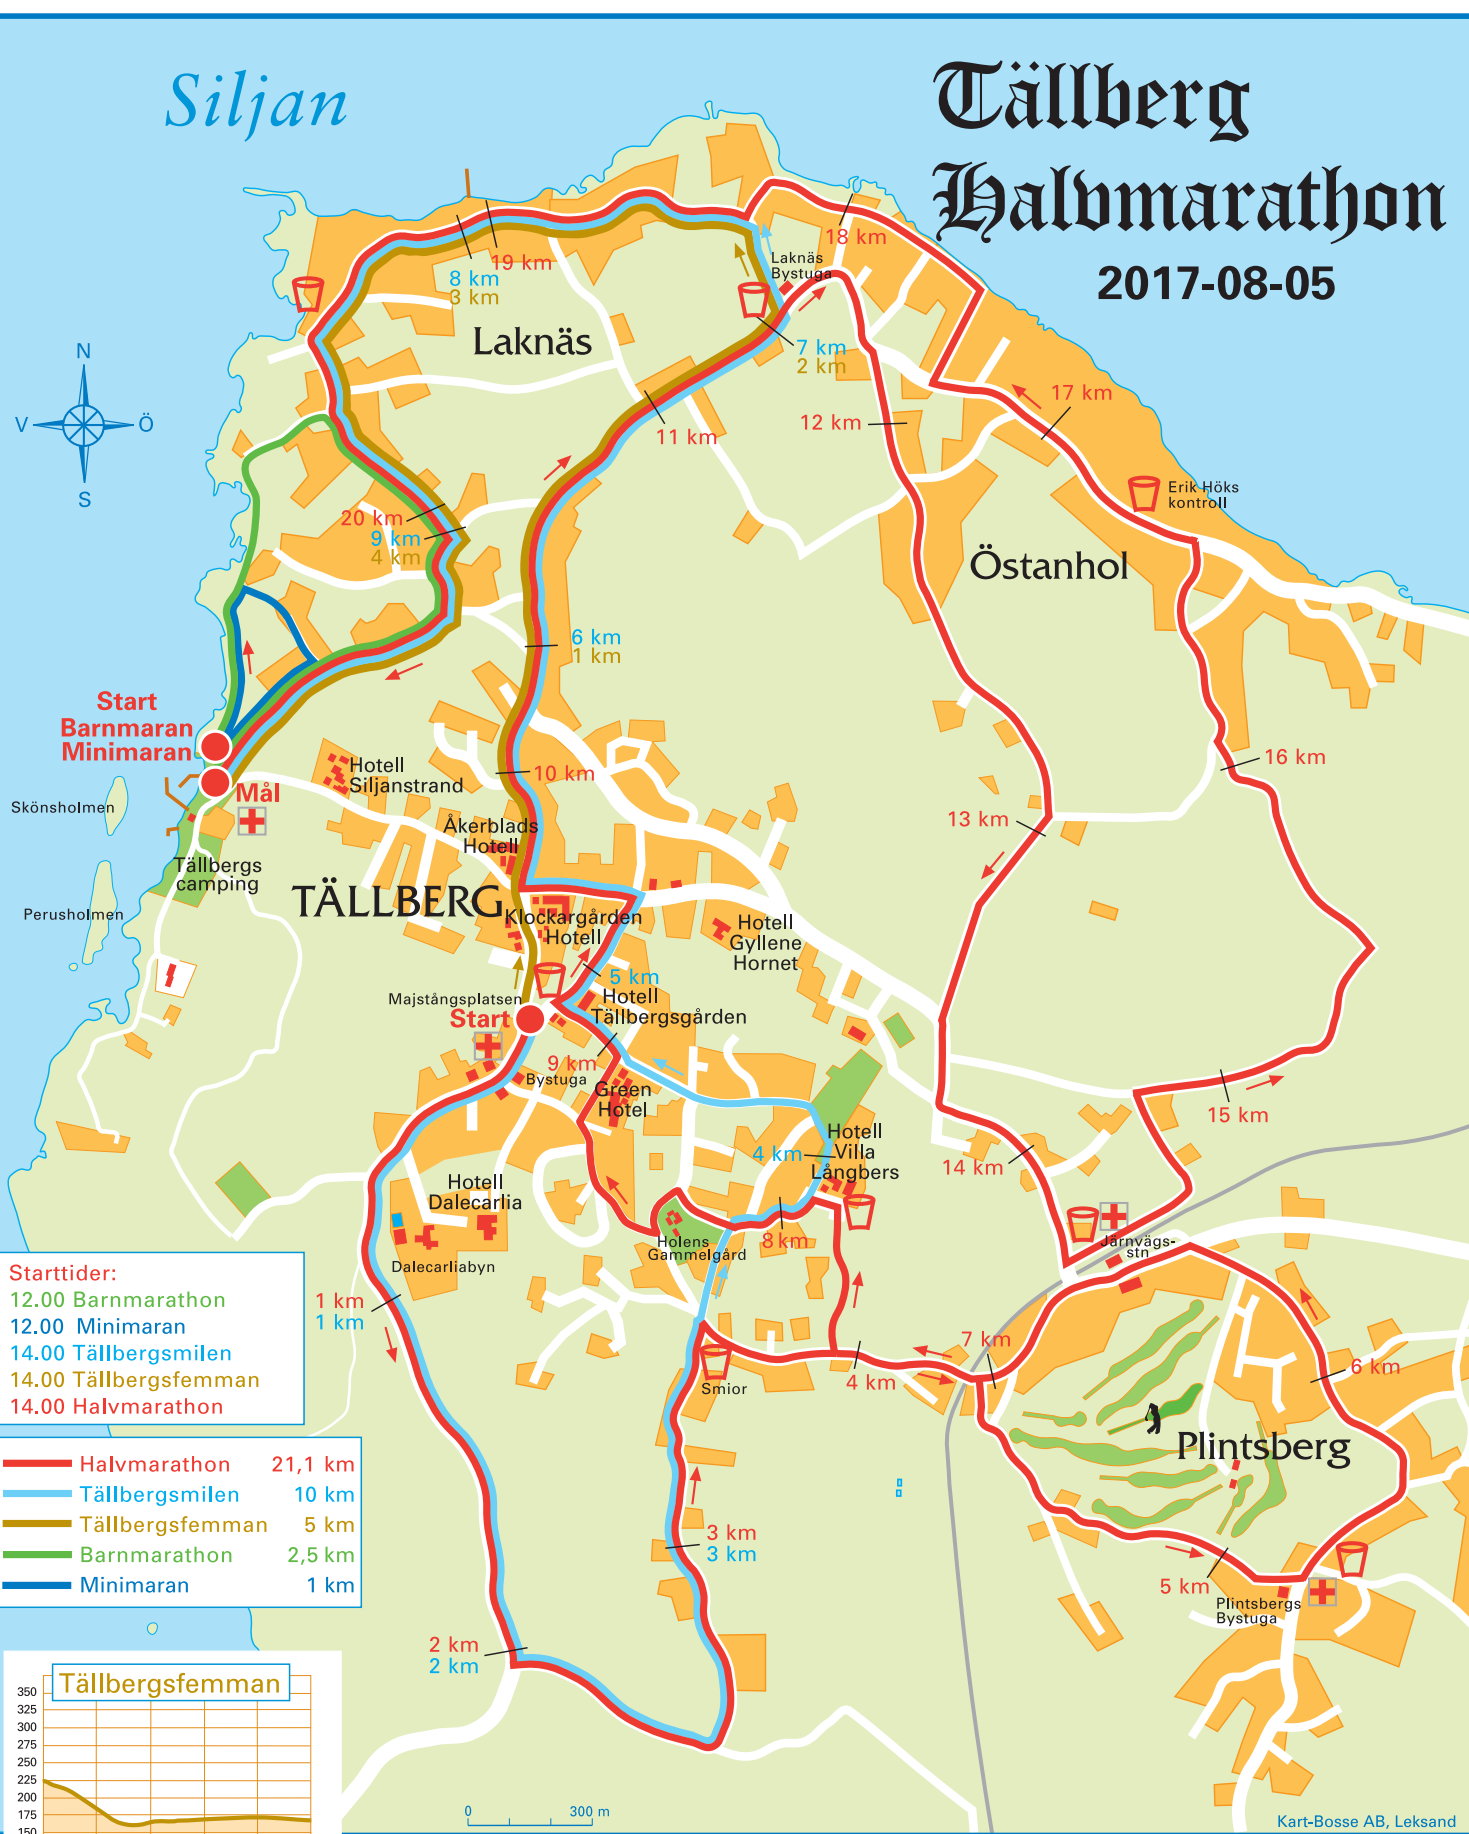 Siljan
Tällberg
Halvmarathon
2017-08-05
N
V
Ö
S
18 km
Laknäs
Bystuga
19 km
8 km
3 km
Laknäs
7 km
2 km
17 km
12 km
11 km
Erik Höks
kontroll
20 km
9 km
4 km
Östanhol
6 km
1 km
Start
Barnmaran
Minimaran
Mål
Hotell
Siljanstrand
10 km
16 km
Skönsholmen
13 km
Åkerblads
Hotell
Tällbergs
camping
TÄLLBERG
Perusholmen
Klockargården
Hotell
Hotell
Gyllene
Hornet
5 km
Majstångsplatsen
Hotell
Tällbergsgården
Start
9 km
Bystuga
Green
Hotel
15 km
Hotell
Villa
Långbers
4 km
14 km
Hotell
Dalecarlia
Holens
Gammelgård
8 km
Järnvägs-
stn
Dalecarliabyn
Starttider:
12.00 Barnmarathon
12.00 Minimaran
14.00 Tällbergsmilen
14.00 Tällbergsfemman
14.00 Halvmarathon
1 km
1 km
7 km
4 km
6 km
Smior
Plintsberg
Halvmarathon 21,1 km
Tällbergsmilen 10 km
Tällbergsfemman 5 km
Barnmarathon 2,5 km
Minimaran 1 km
3 km
3 km
5 km
Plintsbergs
Bystuga
2 km
2 km
Tällbergsfemman
350
325
300
275
250
225
200
175
150
0 300 m
Kart-Bosse AB, Leksand